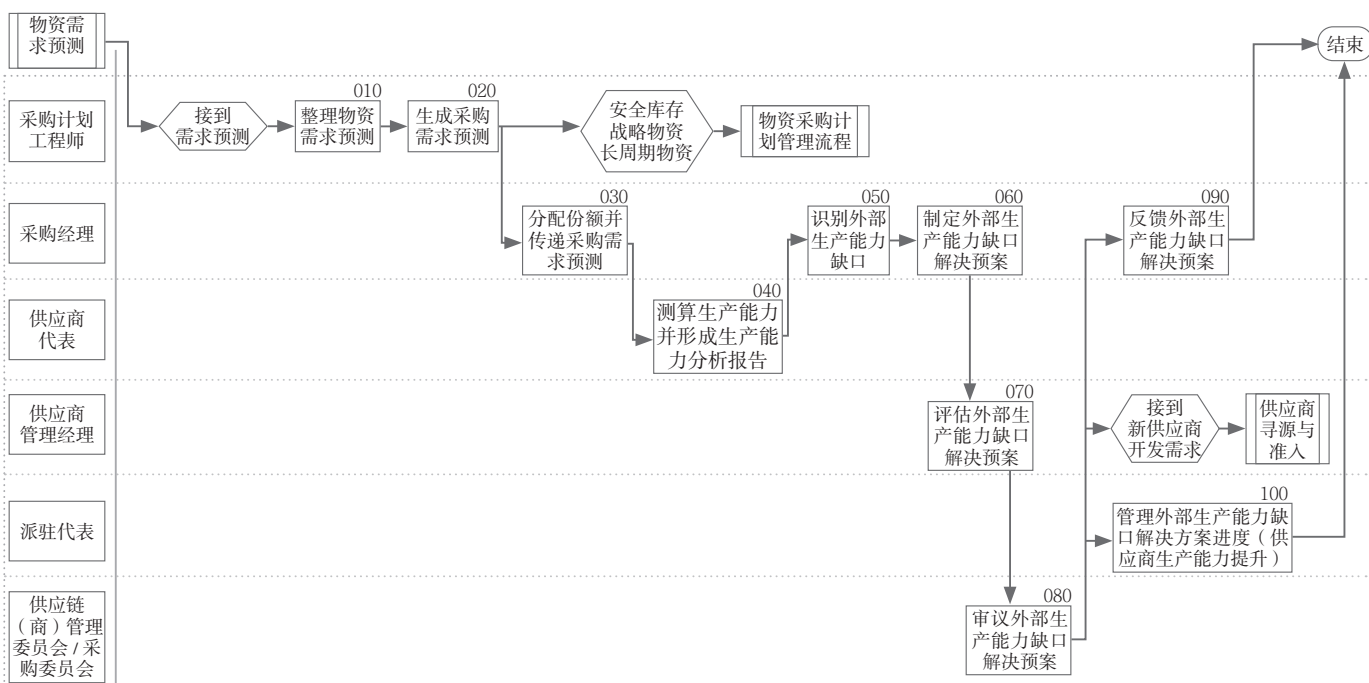 物资需
求预测
结束
采购计划
工程师
接到
需求预测
010
整理物资
需求预测
020
生成采购
需求预测
安全库存
战略物资
长周期物资
物资采购计
划管理流程
采购经理
030
分配份额并
传递采购需
求预测
050
识别外部
生产能力
缺口
060
制定外部生
产能力缺口
解决预案
090
反馈外部生
产能力缺口
解决预案
供应商
代表
040
测算生产能力
并形成生产能
力分析报告
供应商
管理经理
070
评估外部生
产能力缺口
解决预案
接到
新供应商
开发需求
供应商
寻源与
准入
派驻代表
100
管理外部生产能力缺
口解决方案进度（供
应商生产能力提升）
供应链
（商）管理
委员会/采
购委员会
080
审议外部生
产能力缺口
解决预案